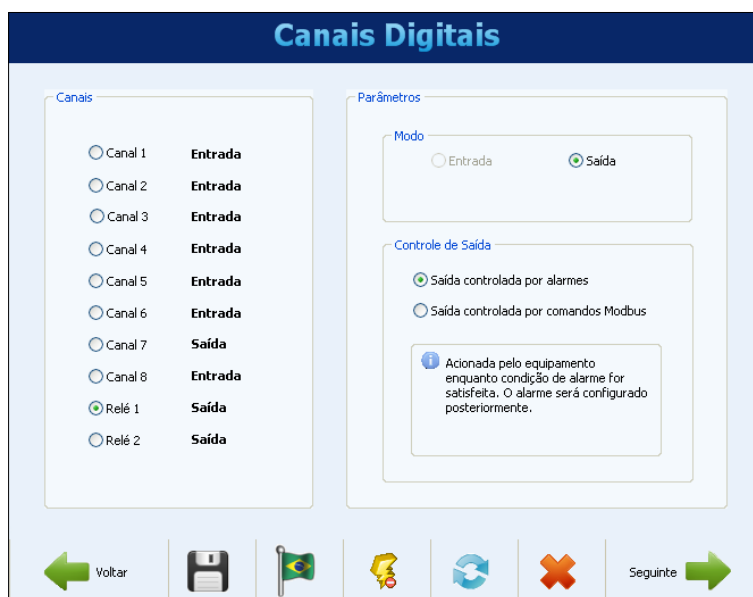 Canais Digitais
Canais
Canal 1 Entrada
Canal 2 Entrada
Canal 3 Entrada
Canal 4 Entrada
Canal 5 Entrada
Canal 6 Entrada
Canal 7 Saída
Canal 8 Entrada
Relé 1 Saída
Relé 2 Saída
Parâmetros
Modo
Entrada Saída
Controle de Saída
Saída controlada por alarmes
Saída controlada por comandos Modbus
Acionada pelo equipamento
enquanto condição de alarme for
satisfeita. O alarme será configurado
posteriormente.
Voltar
Seguinte